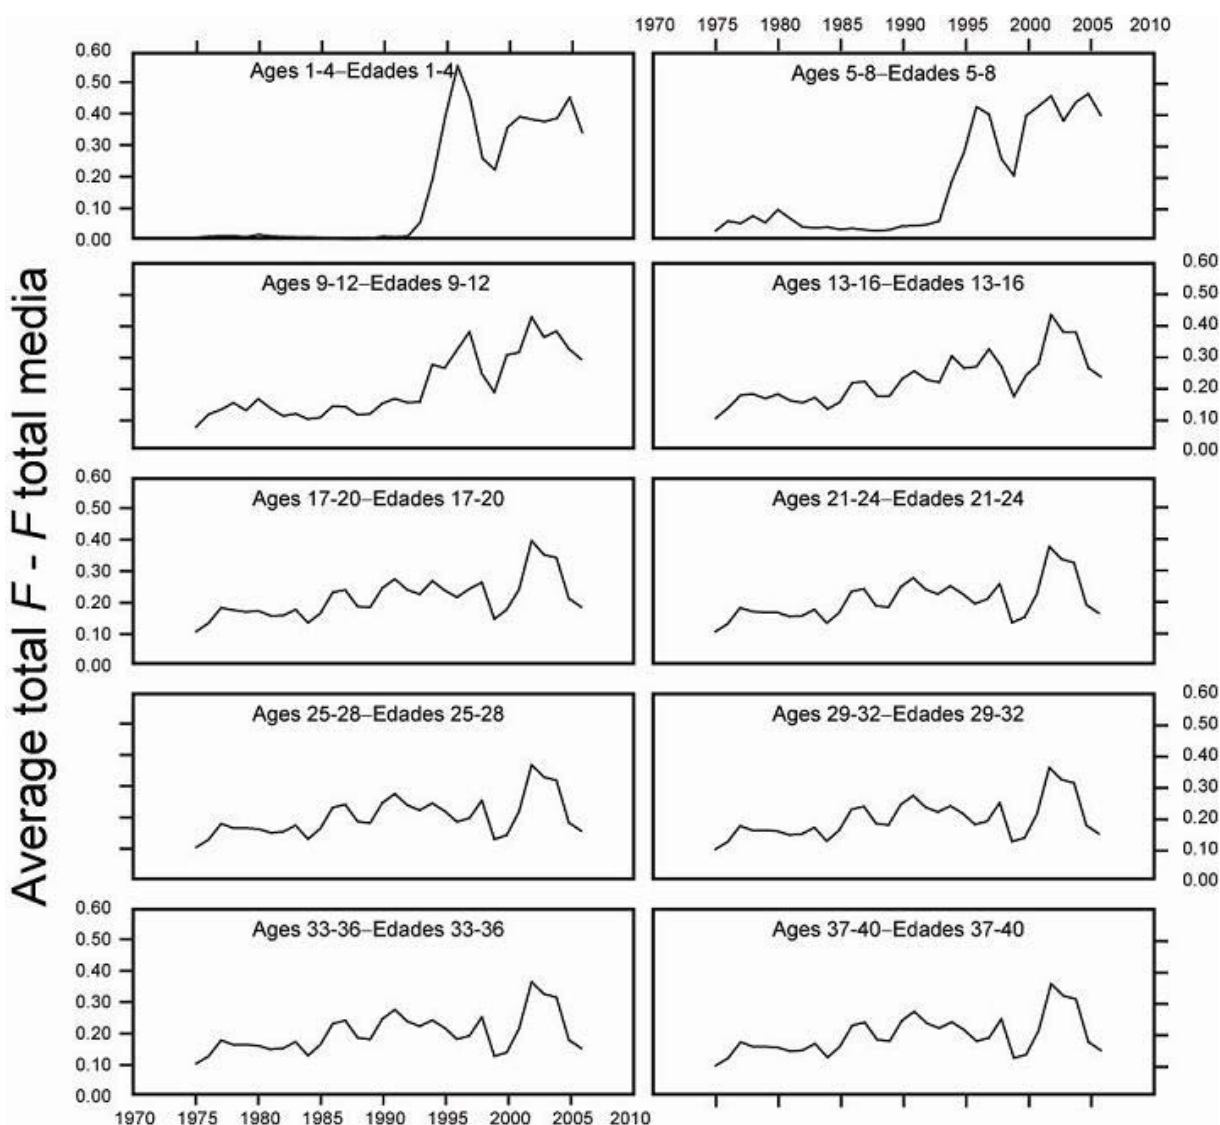 1970 1975 1980 1985 1990 1995 2000 2005 2010
0.60
0.50
0.40
0.30
0.20
0.10
0.00
Ages 1-4–Edades 1-4
Ages 5-8–Edades 5-8
Average total F - F total media
Ages 9-12–Edades 9-12
Ages 13-16–Edades 13-16
0.60
0.50
0.40
0.30
0.20
0.10
0.00
0.60
0.50
0.40
0.30
0.20
0.10
0.00
Ages 17-20–Edades 17-20
Ages 21-24–Edades 21-24
Ages 25-28–Edades 25-28
Ages 29-32–Edades 29-32
0.60
0.50
0.40
0.30
0.20
0.10
0.00
0.60
0.50
0.40
0.30
0.20
0.10
0.00
Ages 33-36–Edades 33-36
Ages 37-40–Edades 37-40
1970 1975 1980 1985 1990 1995 2000 2005 2010